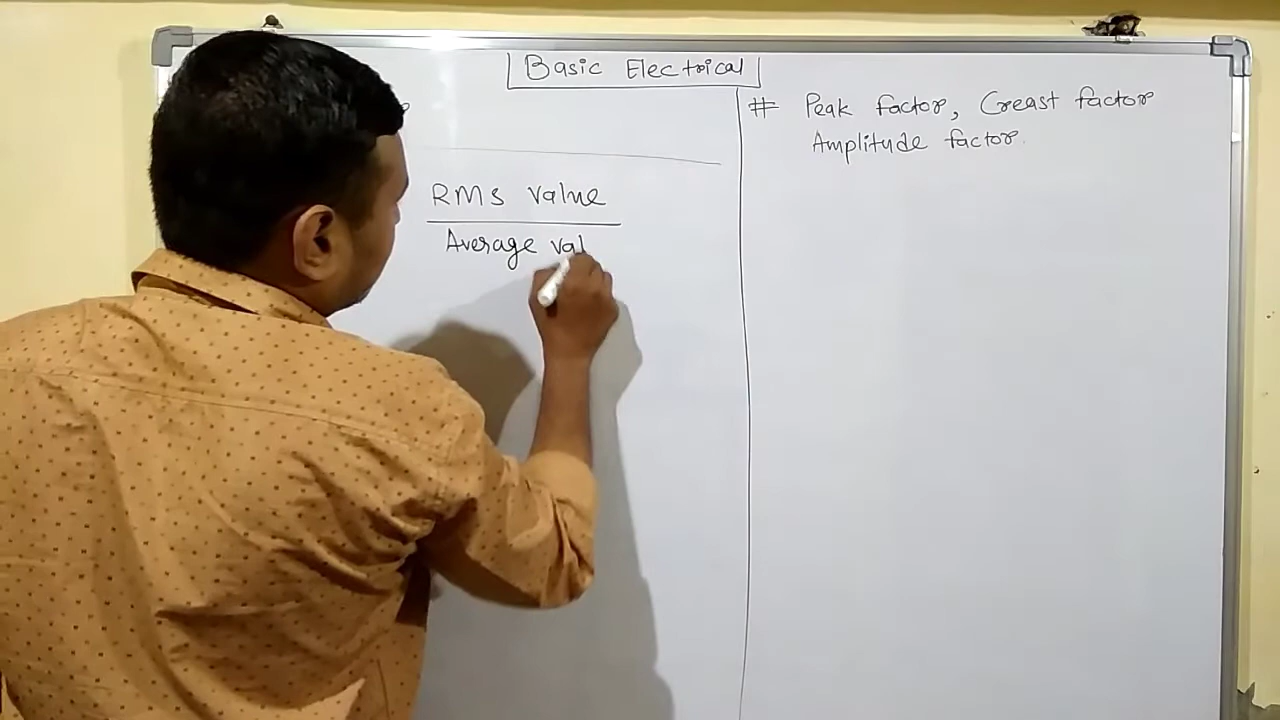 Basic Electrical
RMS value
Average val
# Peak factor, Creast factor
Amplitude factor.